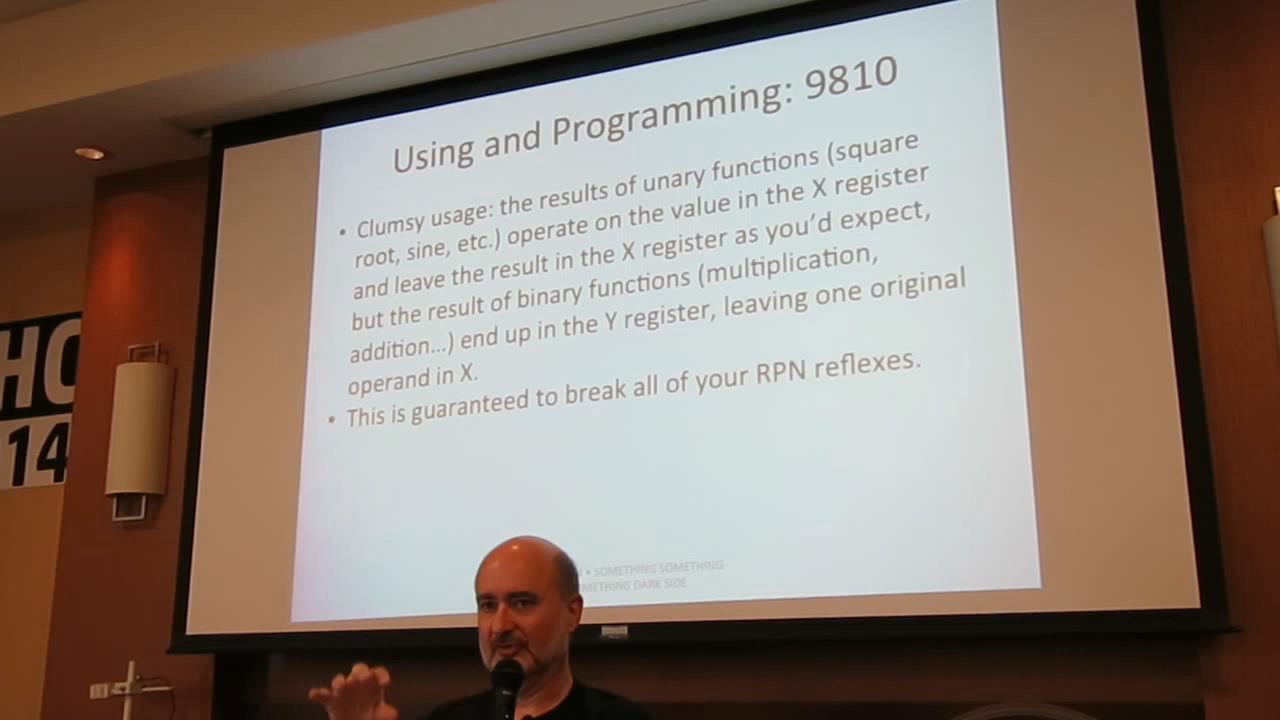 Using and Programming: 9810
• Clumsy usage: the results of unary functions (square
root, sine, etc.) operate on the value in the X register
and leave the result in the X register as you’d expect,
but the result of binary functions (multiplication,
addition...) end up in the Y register, leaving one original
operand in X.
• This is guaranteed to break all of your RPN reflexes.
• SOMETHING SOMETHING
DARK SIDE
14